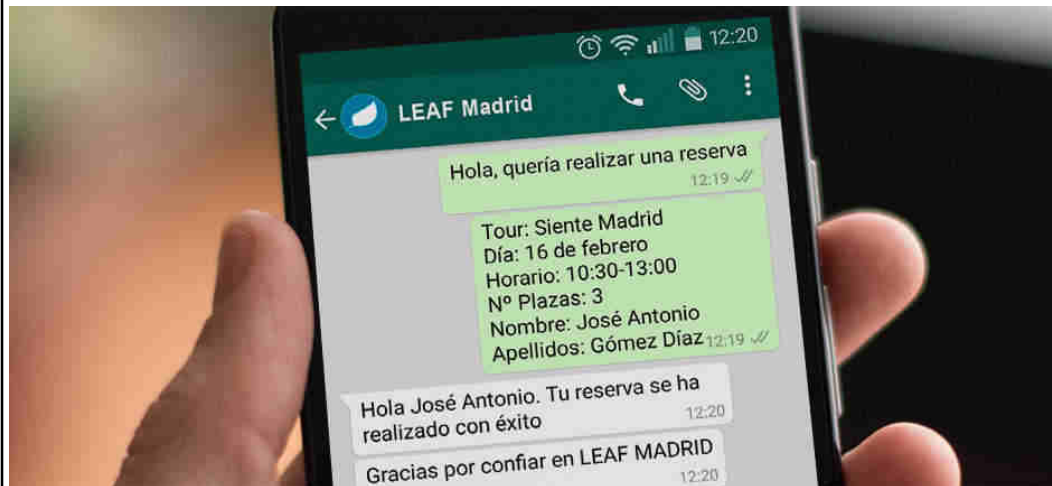 12:20
LEAF Madrid
Hola, quería realizar una reserva
12:19
Tour: Siente Madrid
Día: 16 de febrero
Horario: 10:30-13:00
Nº Plazas: 3
Nombre: José Antonio
Apellidos: Gómez Díaz 12:19
Hola José Antonio. Tu reserva se ha
realizado con éxito
12:20
Gracias por confiar en LEAF MADRID
12:20